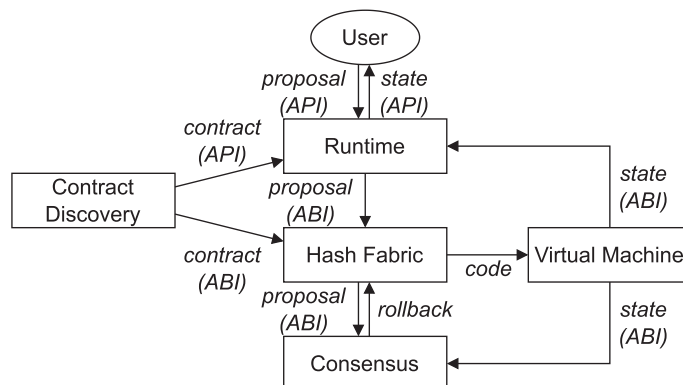 User
proposal
(API)
state
(API)
contract
(API)
Runtime
Contract
Discovery
proposal
(ABI)
state
(ABI)
contract
(ABI)
Hash Fabric
code
Virtual Machine
proposal
(ABI)
rollback
state
(ABI)
Consensus